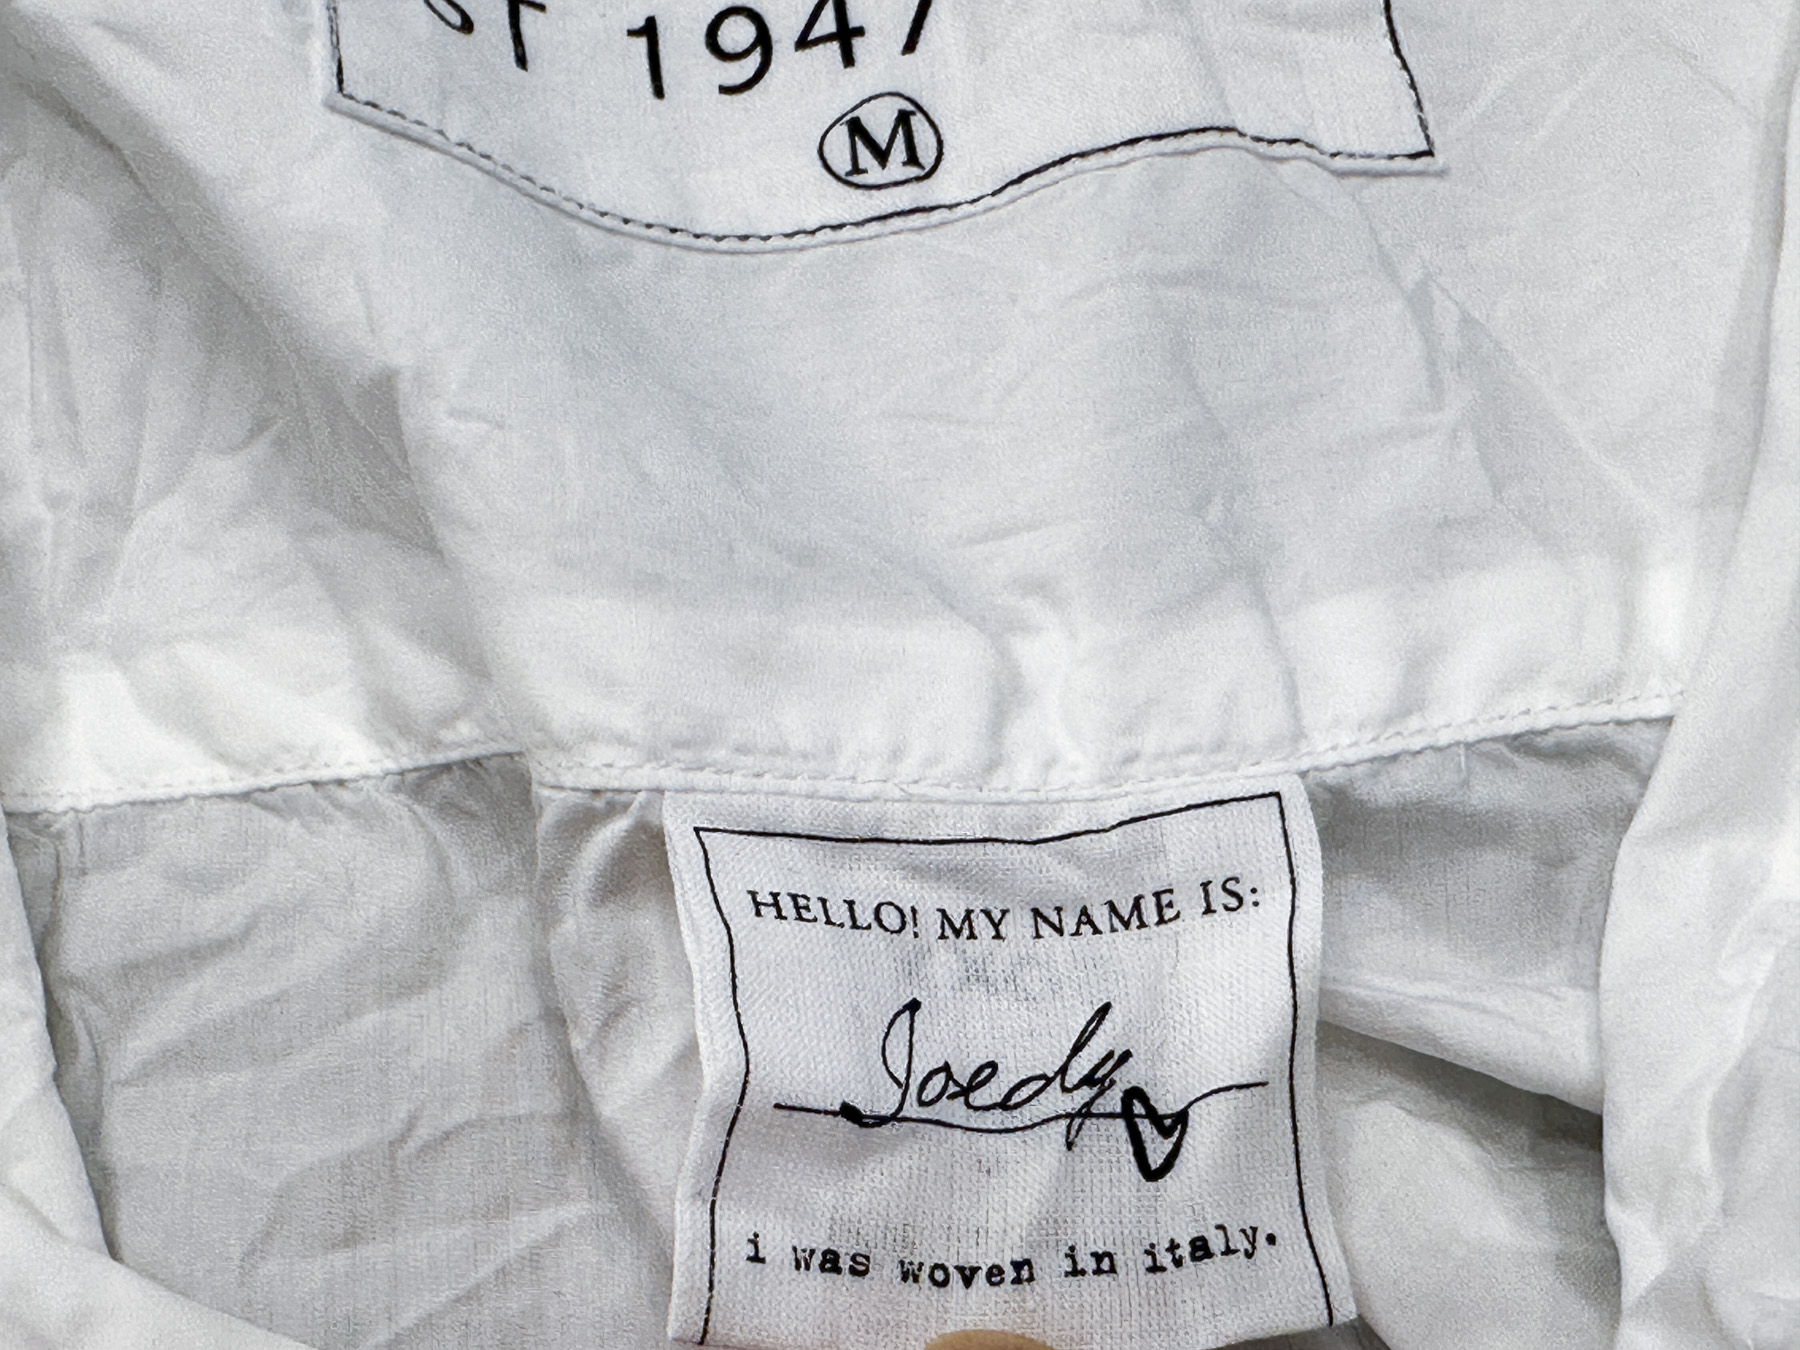 1947
M
HELLO! MY NAME IS:
Joedy
i was woven in italy.